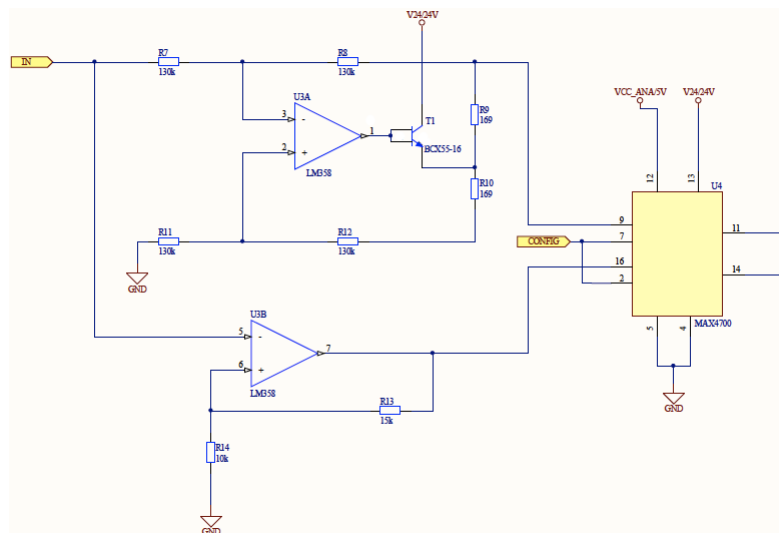 V24/24V
IN
R7
130k
R8
130k
U3A
3
-
2
+
1
LM358
T1
BCX55-16
R9
169
R10
169
R11
130k
R12
130k
GND
VCC_ANA/5V
V24/24V
12
13
U4
9
7
16
2
11
14
5
4
MAX4700
CONFIG
GND
U3B
5
-
6
+
7
LM358
R13
15k
R14
10k
GND